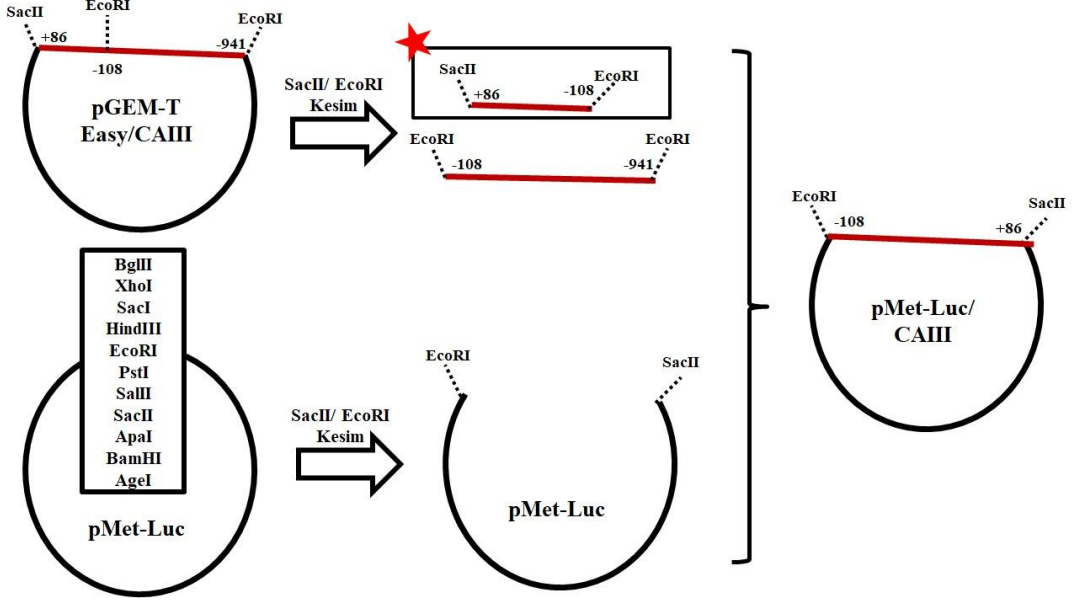 SacII
EcoRI
EcoRI
+86
-108
-941
pGEM-T
Easy/CAIII
SacII/ EcoRI
Kesim
SacII
EcoRI
+86
-108
EcoRI
EcoRI
-108
-941
BglII
XhoI
SacI
HindIII
EcoRI
PstI
SalII
SacII
ApaI
BamHI
AgeI
pMet-Luc
SacII/ EcoRI
Kesim
EcoRI
SacII
pMet-Luc
EcoRI
SacII
-108
+86
pMet-Luc/
CAIII